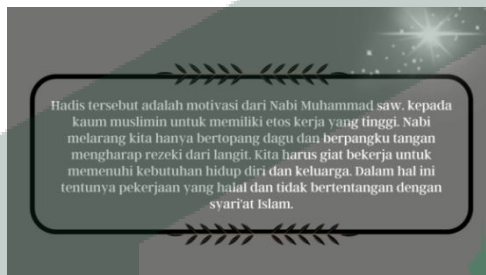 Hadis tersebut adalah motivasi dari Nabi Muhammad saw. kepada
kaum muslimin untuk memiliki etos kerja yang tinggi. Nabi
melarang kita hanya bertopang dagu dan berpangku tangan
mengharap rezeki dari langit. Kita harus giat bekerja untuk
memenuhi kebutuhan hidup diri dan keluarga. Dalam hal ini
tentunya pekerjaan yang halal dan tidak bertentangan dengan
syari'at Islam.